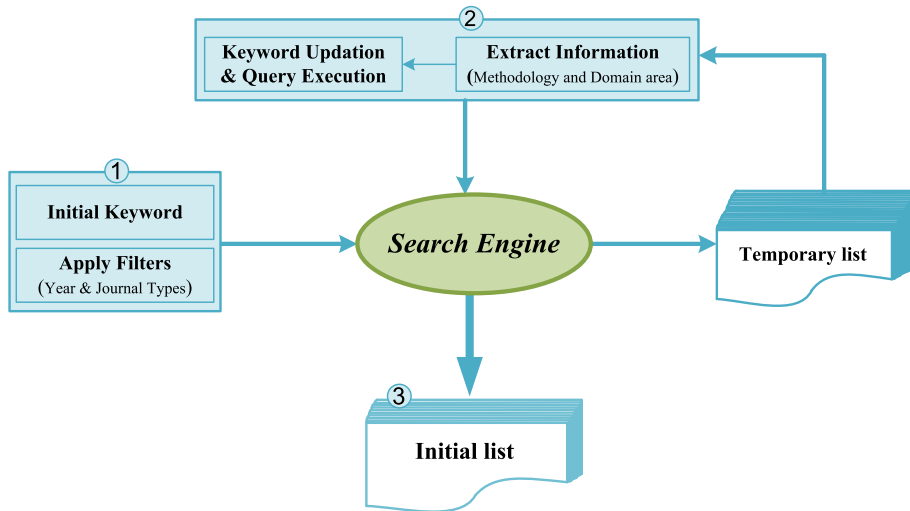 2
Keyword Updation
& Query Execution
Extract Information
(Methodology and Domain area)
1
Initial Keyword
Apply Filters
(Year & Journal Types)
Search Engine
Temporary list
3
Initial list